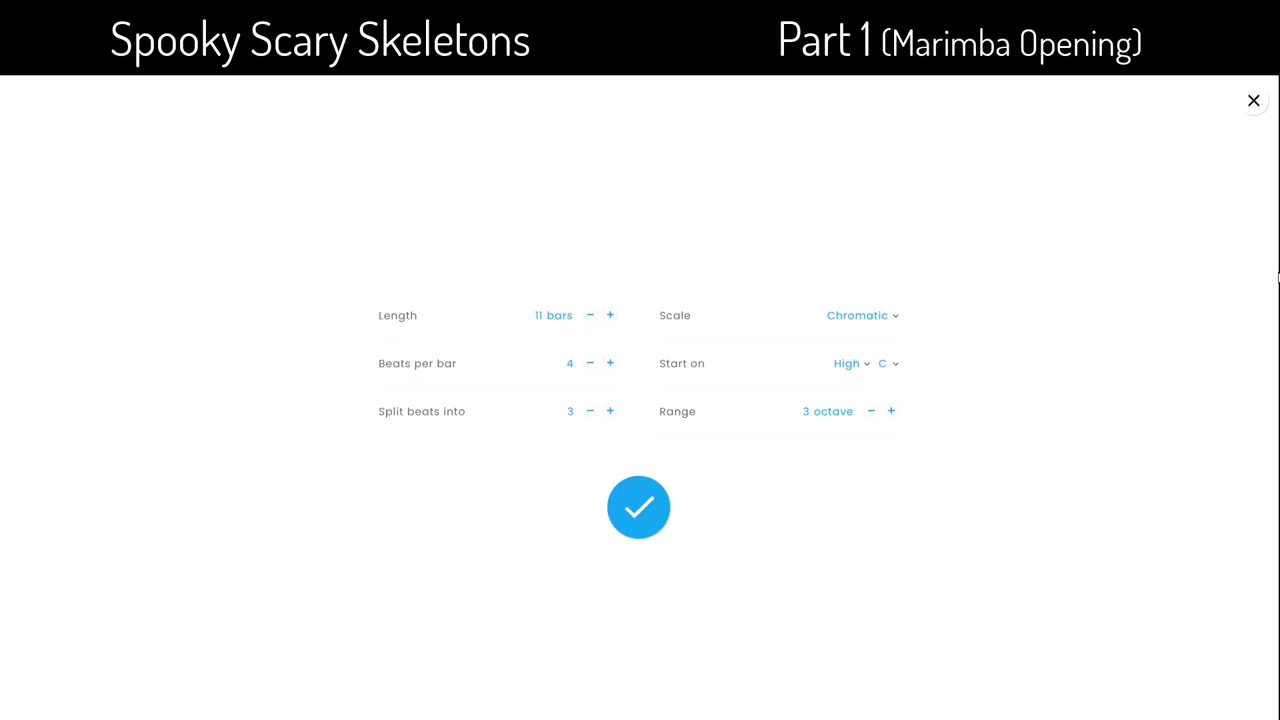 Spooky Scary Skeletons
Part 1 (Marimba Opening)
Length 11 bars − +
Scale Chromatic
Beats per bar 4 − +
Start on High C
Split beats into 3 − +
Range 3 octave − +